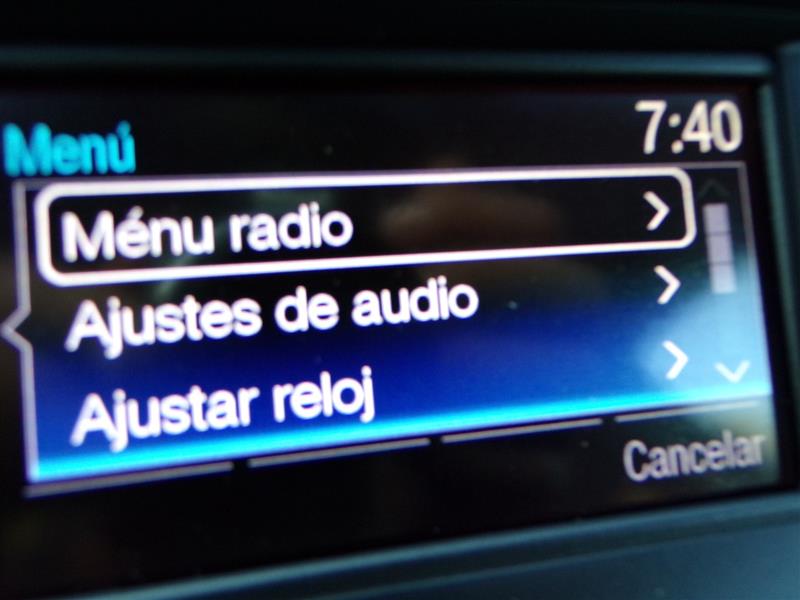 Menú 7:40
Ménu radio
Ajustes de audio
Ajustar reloj
Cancelar